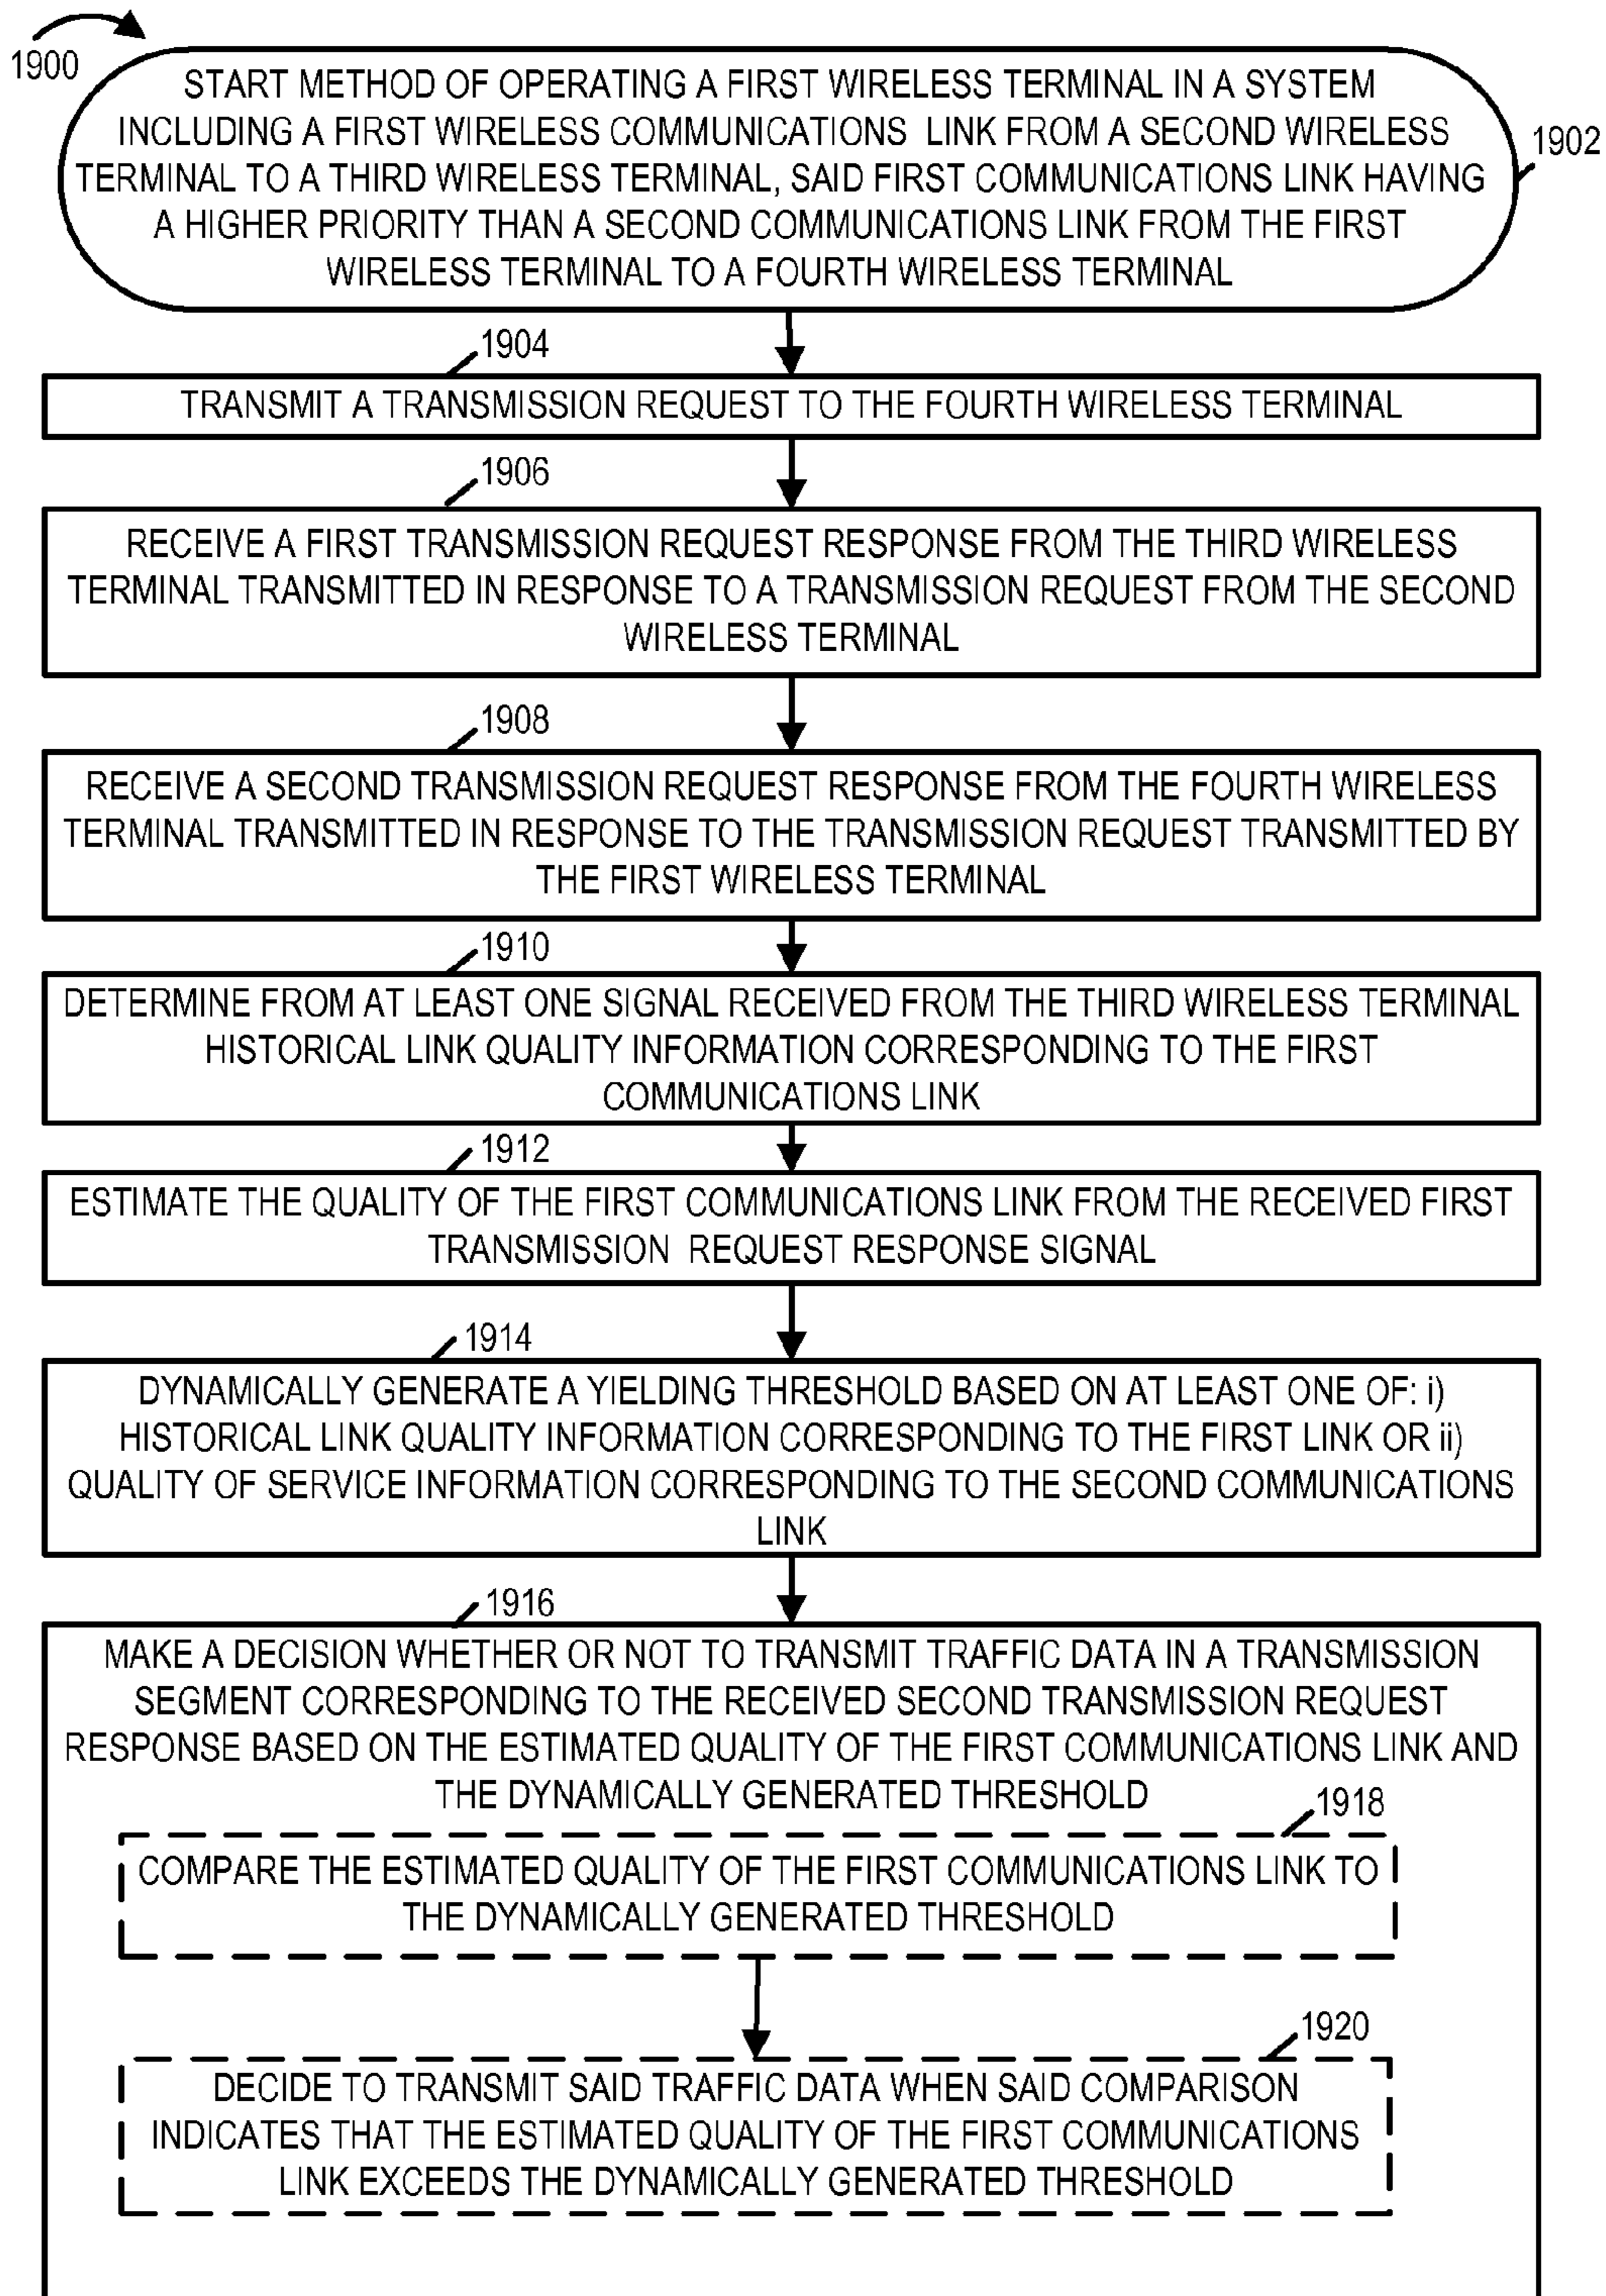 1900
START METHOD OF OPERATING A FIRST WIRELESS TERMINAL IN A SYSTEM
INCLUDING A FIRST WIRELESS COMMUNICATIONS LINK FROM A SECOND WIRELESS
TERMINAL TO A THIRD WIRELESS TERMINAL, SAID FIRST COMMUNICATIONS LINK HAVING
A HIGHER PRIORITY THAN A SECOND COMMUNICATIONS LINK FROM THE FIRST
WIRELESS TERMINAL TO A FOURTH WIRELESS TERMINAL
1902
1904
TRANSMIT A TRANSMISSION REQUEST TO THE FOURTH WIRELESS TERMINAL
1906
RECEIVE A FIRST TRANSMISSION REQUEST RESPONSE FROM THE THIRD WIRELESS
TERMINAL TRANSMITTED IN RESPONSE TO A TRANSMISSION REQUEST FROM THE SECOND
WIRELESS TERMINAL
1908
RECEIVE A SECOND TRANSMISSION REQUEST RESPONSE FROM THE FOURTH WIRELESS
TERMINAL TRANSMITTED IN RESPONSE TO THE TRANSMISSION REQUEST TRANSMITTED BY
THE FIRST WIRELESS TERMINAL
1910
DETERMINE FROM AT LEAST ONE SIGNAL RECEIVED FROM THE THIRD WIRELESS TERMINAL
HISTORICAL LINK QUALITY INFORMATION CORRESPONDING TO THE FIRST
COMMUNICATIONS LINK
1912
ESTIMATE THE QUALITY OF THE FIRST COMMUNICATIONS LINK FROM THE RECEIVED FIRST
TRANSMISSION REQUEST RESPONSE SIGNAL
1914
DYNAMICALLY GENERATE A YIELDING THRESHOLD BASED ON AT LEAST ONE OF: i)
HISTORICAL LINK QUALITY INFORMATION CORRESPONDING TO THE FIRST LINK OR ii)
QUALITY OF SERVICE INFORMATION CORRESPONDING TO THE SECOND COMMUNICATIONS
LINK
1916
MAKE A DECISION WHETHER OR NOT TO TRANSMIT TRAFFIC DATA IN A TRANSMISSION
SEGMENT CORRESPONDING TO THE RECEIVED SECOND TRANSMISSION REQUEST
RESPONSE BASED ON THE ESTIMATED QUALITY OF THE FIRST COMMUNICATIONS LINK AND
THE DYNAMICALLY GENERATED THRESHOLD
1918
COMPARE THE ESTIMATED QUALITY OF THE FIRST COMMUNICATIONS LINK TO
THE DYNAMICALLY GENERATED THRESHOLD
1920
DECIDE TO TRANSMIT SAID TRAFFIC DATA WHEN SAID COMPARISON
INDICATES THAT THE ESTIMATED QUALITY OF THE FIRST COMMUNICATIONS
LINK EXCEEDS THE DYNAMICALLY GENERATED THRESHOLD